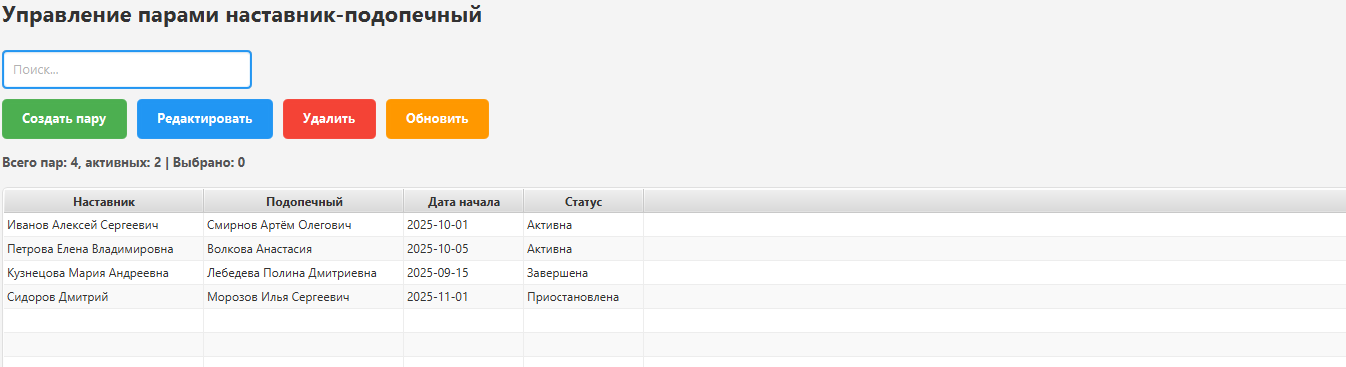 Управление парами наставник-подопечный
Поиск...
Создать пару Редактировать Удалить Обновить
Всего пар: 4, активных: 2 | Выбрано: 0
Наставник Подопечный Дата начала Статус
Иванов Алексей Сергеевич Смирнов Артём Олегович 2025-10-01 Активна
Петрова Елена Владимировна Волкова Анастасия 2025-10-05 Активна
Кузнецова Мария Андреевна Лебедева Полина Дмитриевна 2025-09-15 Завершена
Сидоров Дмитрий Морозов Илья Сергеевич 2025-11-01 Приостановлена